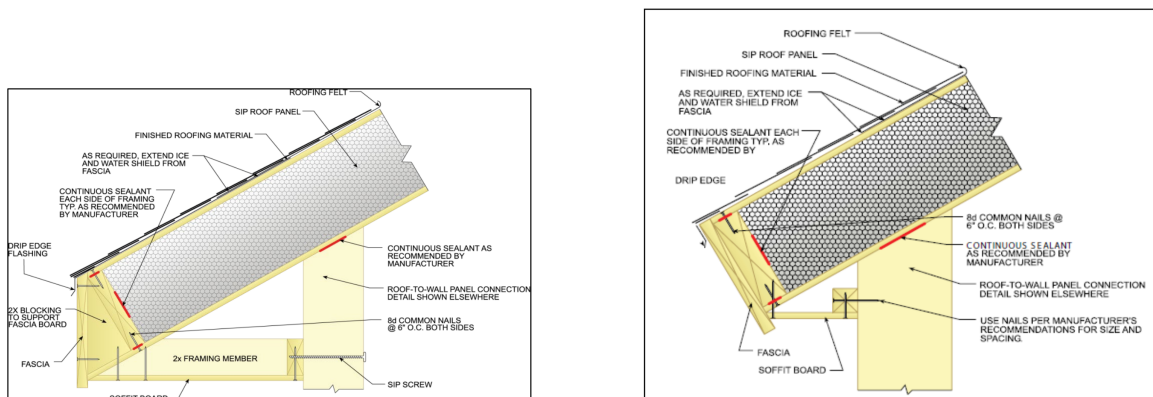 ROOFING FELT
SIP ROOF PANEL
FINISHED ROOFING MATERIAL
AS REQUIRED, EXTEND ICE
AND WATER SHIELD FROM
FASCIA
CONTINUOUS SEALANT
EACH SIDE OF FRAMING
TYP. AS RECOMMENDED
BY MANUFACTURER
DRIP EDGE
FLASHING
CONTINUOUS SEALANT AS
RECOMMENDED BY
MANUFACTURER
ROOF-TO-WALL PANEL CONNECTION
DETAIL SHOWN ELSEWHERE
2X BLOCKING
TO SUPPORT
FASCIA BOARD
8d COMMON NAILS
@ 6" O.C. BOTH SIDES
FASCIA
2x FRAMING MEMBER
SIP SCREW
SOFFIT BOARD
ROOFING FELT
SIP ROOF PANEL
FINISHED ROOFING MATERIAL
AS REQUIRED, EXTEND ICE
AND WATER SHIELD FROM
FASCIA
CONTINUOUS SEALANT EACH
SIDE OF FRAMING TYP. AS
RECOMMENDED BY
DRIP EDGE
8d COMMON NAILS @
6" O.C. BOTH SIDES
CONTINUOUS SEALANT
AS RECOMMENDED BY
MANUFACTURER
ROOF-TO-WALL PANEL CONNECTION
DETAIL SHOWN ELSEWHERE
USE NAILS PER MANUFACTURER'S
RECOMMENDATIONS FOR SIZE AND
SPACING.
FASCIA
SOFFIT BOARD